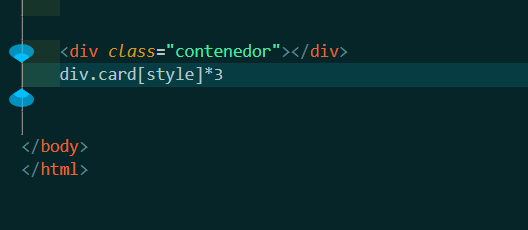 <div class="contenedor"></div>
div.card[style]*3
</body>
</html>